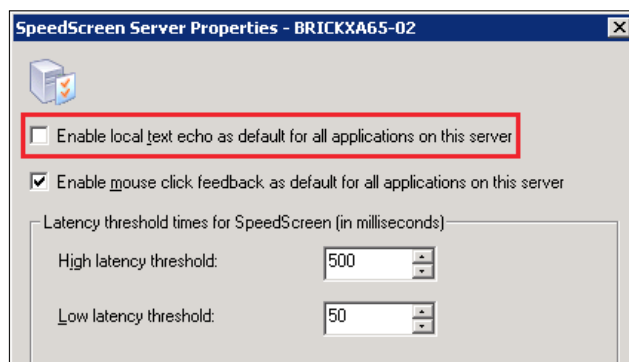 SpeedScreen Server Properties - BRICKXA65-02
Enable local text echo as default for all applications on this server
Enable mouse click feedback as default for all applications on this server
Latency threshold times for SpeedScreen (in milliseconds)
High latency threshold: 500
Low latency threshold: 50